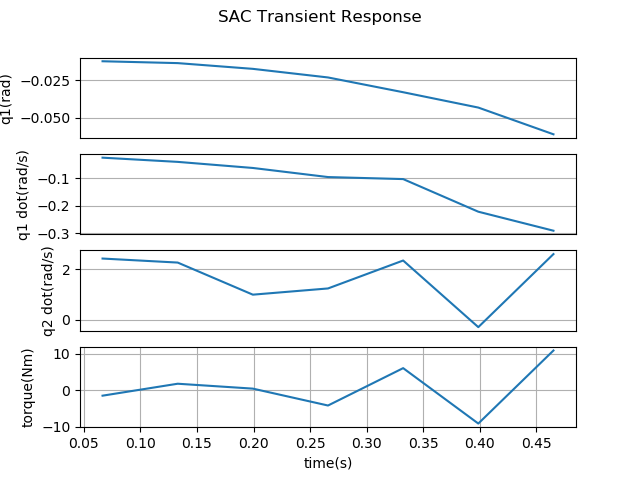 SAC Transient Response
q1(rad)
−0.025
−0.050
q1 dot(rad/s)
−0.1
−0.2
−0.3
q2 dot(rad/s)
2
0
torque(Nm)
10
0
−10
0.05 0.10 0.15 0.20 0.25 0.30 0.35 0.40 0.45
time(s)